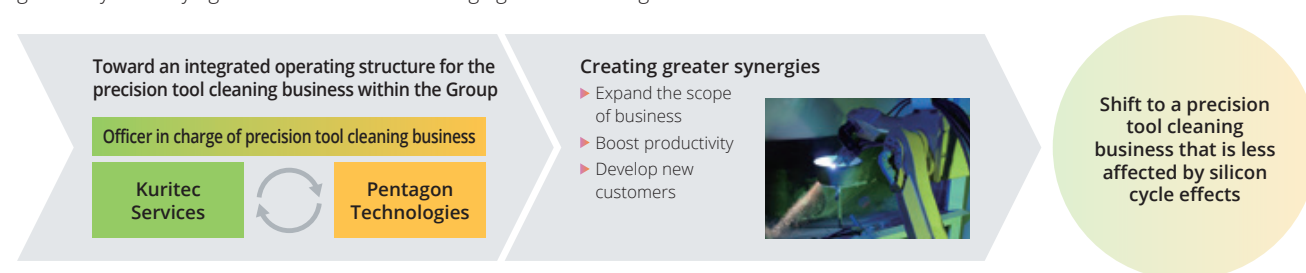 Toward an integrated operating structure for the
precision tool cleaning business within the Group
Officer in charge of precision tool cleaning business
Kuritec
Services
Pentagon
Technologies
Creating greater synergies
Expand the scope
of business
Boost productivity
Develop new
customers
Shift to a precision
tool cleaning
business that is less
affected by silicon
cycle effects